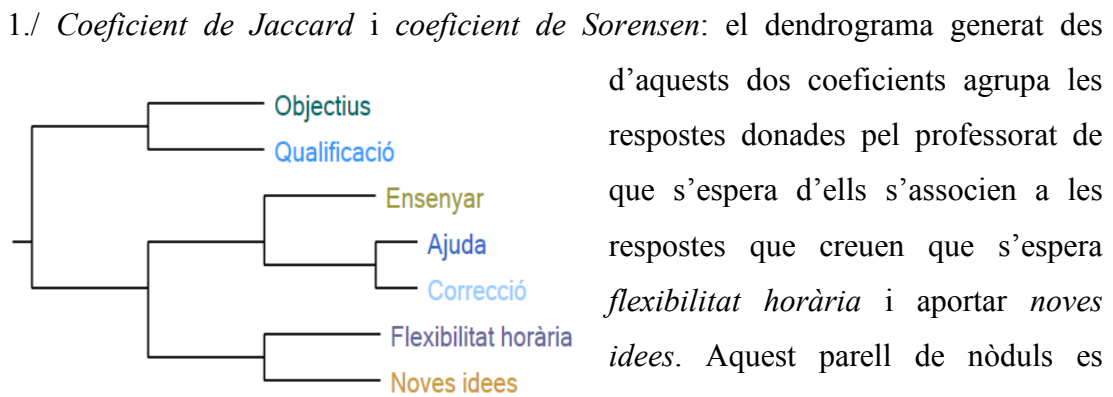 1./ Coeficient de Jaccard i coeficient de Sorensen: el dendrograma generat des
d'aquests dos coeficients agrupa les
respostes donades pel professorat de
que s'espera d'ells s'associen a les
respostes que creuen que s'espera
flexibilitat horària i aportar noves
idees. Aquest parell de nòduls es
Objectius
Qualificació
Ensenyar
Ajuda
Correcció
Flexibilitat horària
Noves idees